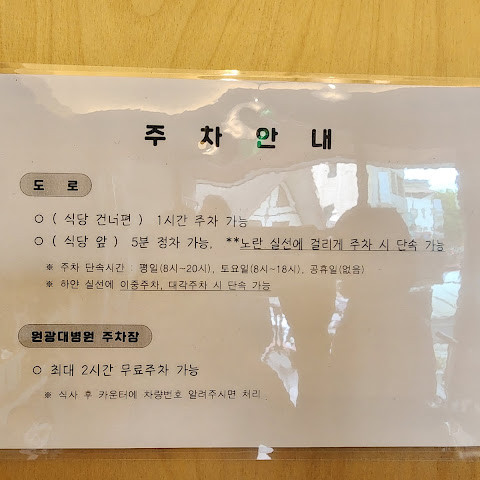 주 차 안 내
도 로
○ ( 식당 건너편 ) 1시간 주차 가능
○ ( 식당 앞 ) 5분 정차 가능, **노란 실선에 걸리게 주차 시 단속 가능
※ 주차 단속시간 : 평일(8시~20시), 토요일(8시~18시), 공휴일(없음)
※ 하얀 실선에 이중주차, 대각주차 시 단속 가능
원광대병원 주차장
○ 최대 2시간 무료주차 가능
※ 식사 후 카운터에 차량번호 알려주시면 처리